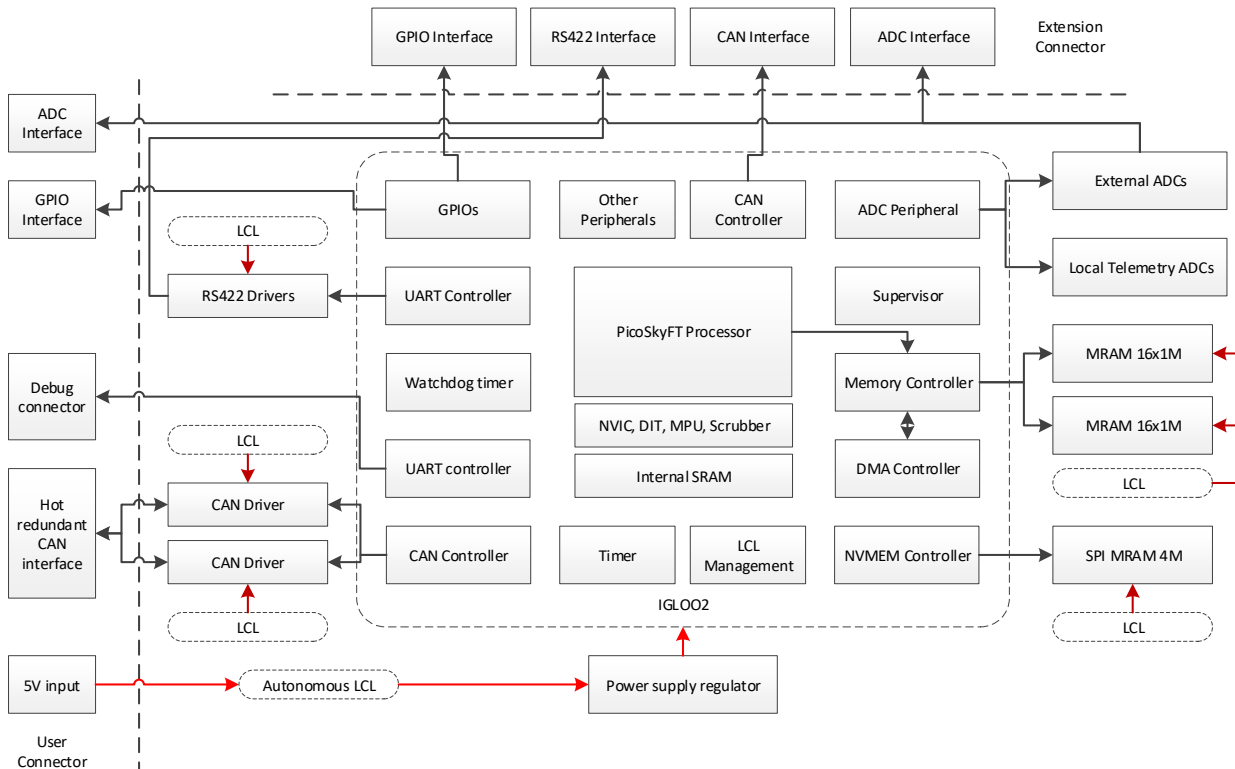 GPIO Interface
RS422 Interface
CAN Interface
ADC Interface
Extension
Connector
ADC
Interface
GPIO
Interface
LCL
RS422 Drivers
GPIOs
Other
Peripherals
CAN
Controller
ADC Peripheral
External ADCs
Local Telemetry ADCs
UART Controller
PicoSkyFT Processor
Supervisor
MRAM 16x1M
Debug
connector
Watchdog timer
Memory Controller
NVIC, DIT, MPU, Scrubber
MRAM 16x1M
LCL
UART controller
Internal SRAM
DMA Controller
LCL
Hot
redundant
CAN
interface
CAN Driver
CAN Driver
LCL
CAN Controller
Timer
LCL
Management
NVMEM Controller
SPI MRAM 4M
LCL
IGLOO2
5V input
Autonomous LCL
Power supply regulator
User
Connector